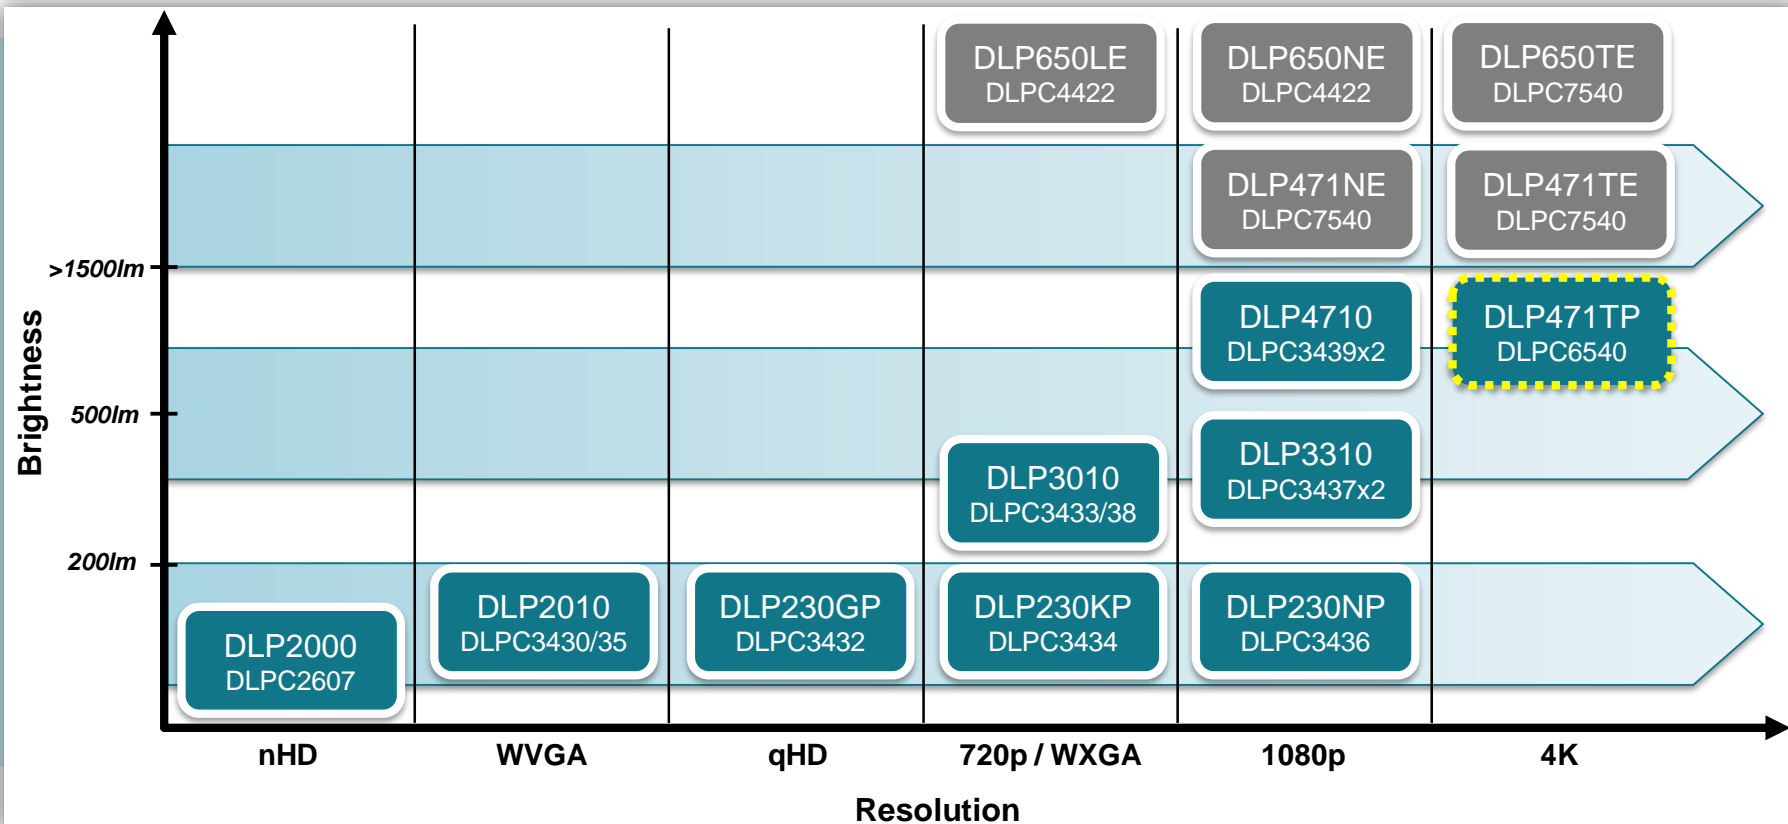 DLP650LE
DLPC4422
DLP650NE
DLPC4422
DLP650TE
DLPC7540
DLP471NE
DLPC7540
DLP471TE
DLPC7540
>1500lm
DLP4710
DLPC3439x2
DLP471TP
DLPC6540
Brightness
500lm
DLP3010
DLPC3433/38
DLP3310
DLPC3437x2
200lm
DLP2000
DLPC2607
DLP2010
DLPC3430/35
DLP230GP
DLPC3432
DLP230KP
DLPC3434
DLP230NP
DLPC3436
nHD
WVGA
qHD
720p / WXGA
1080p
4K
Resolution